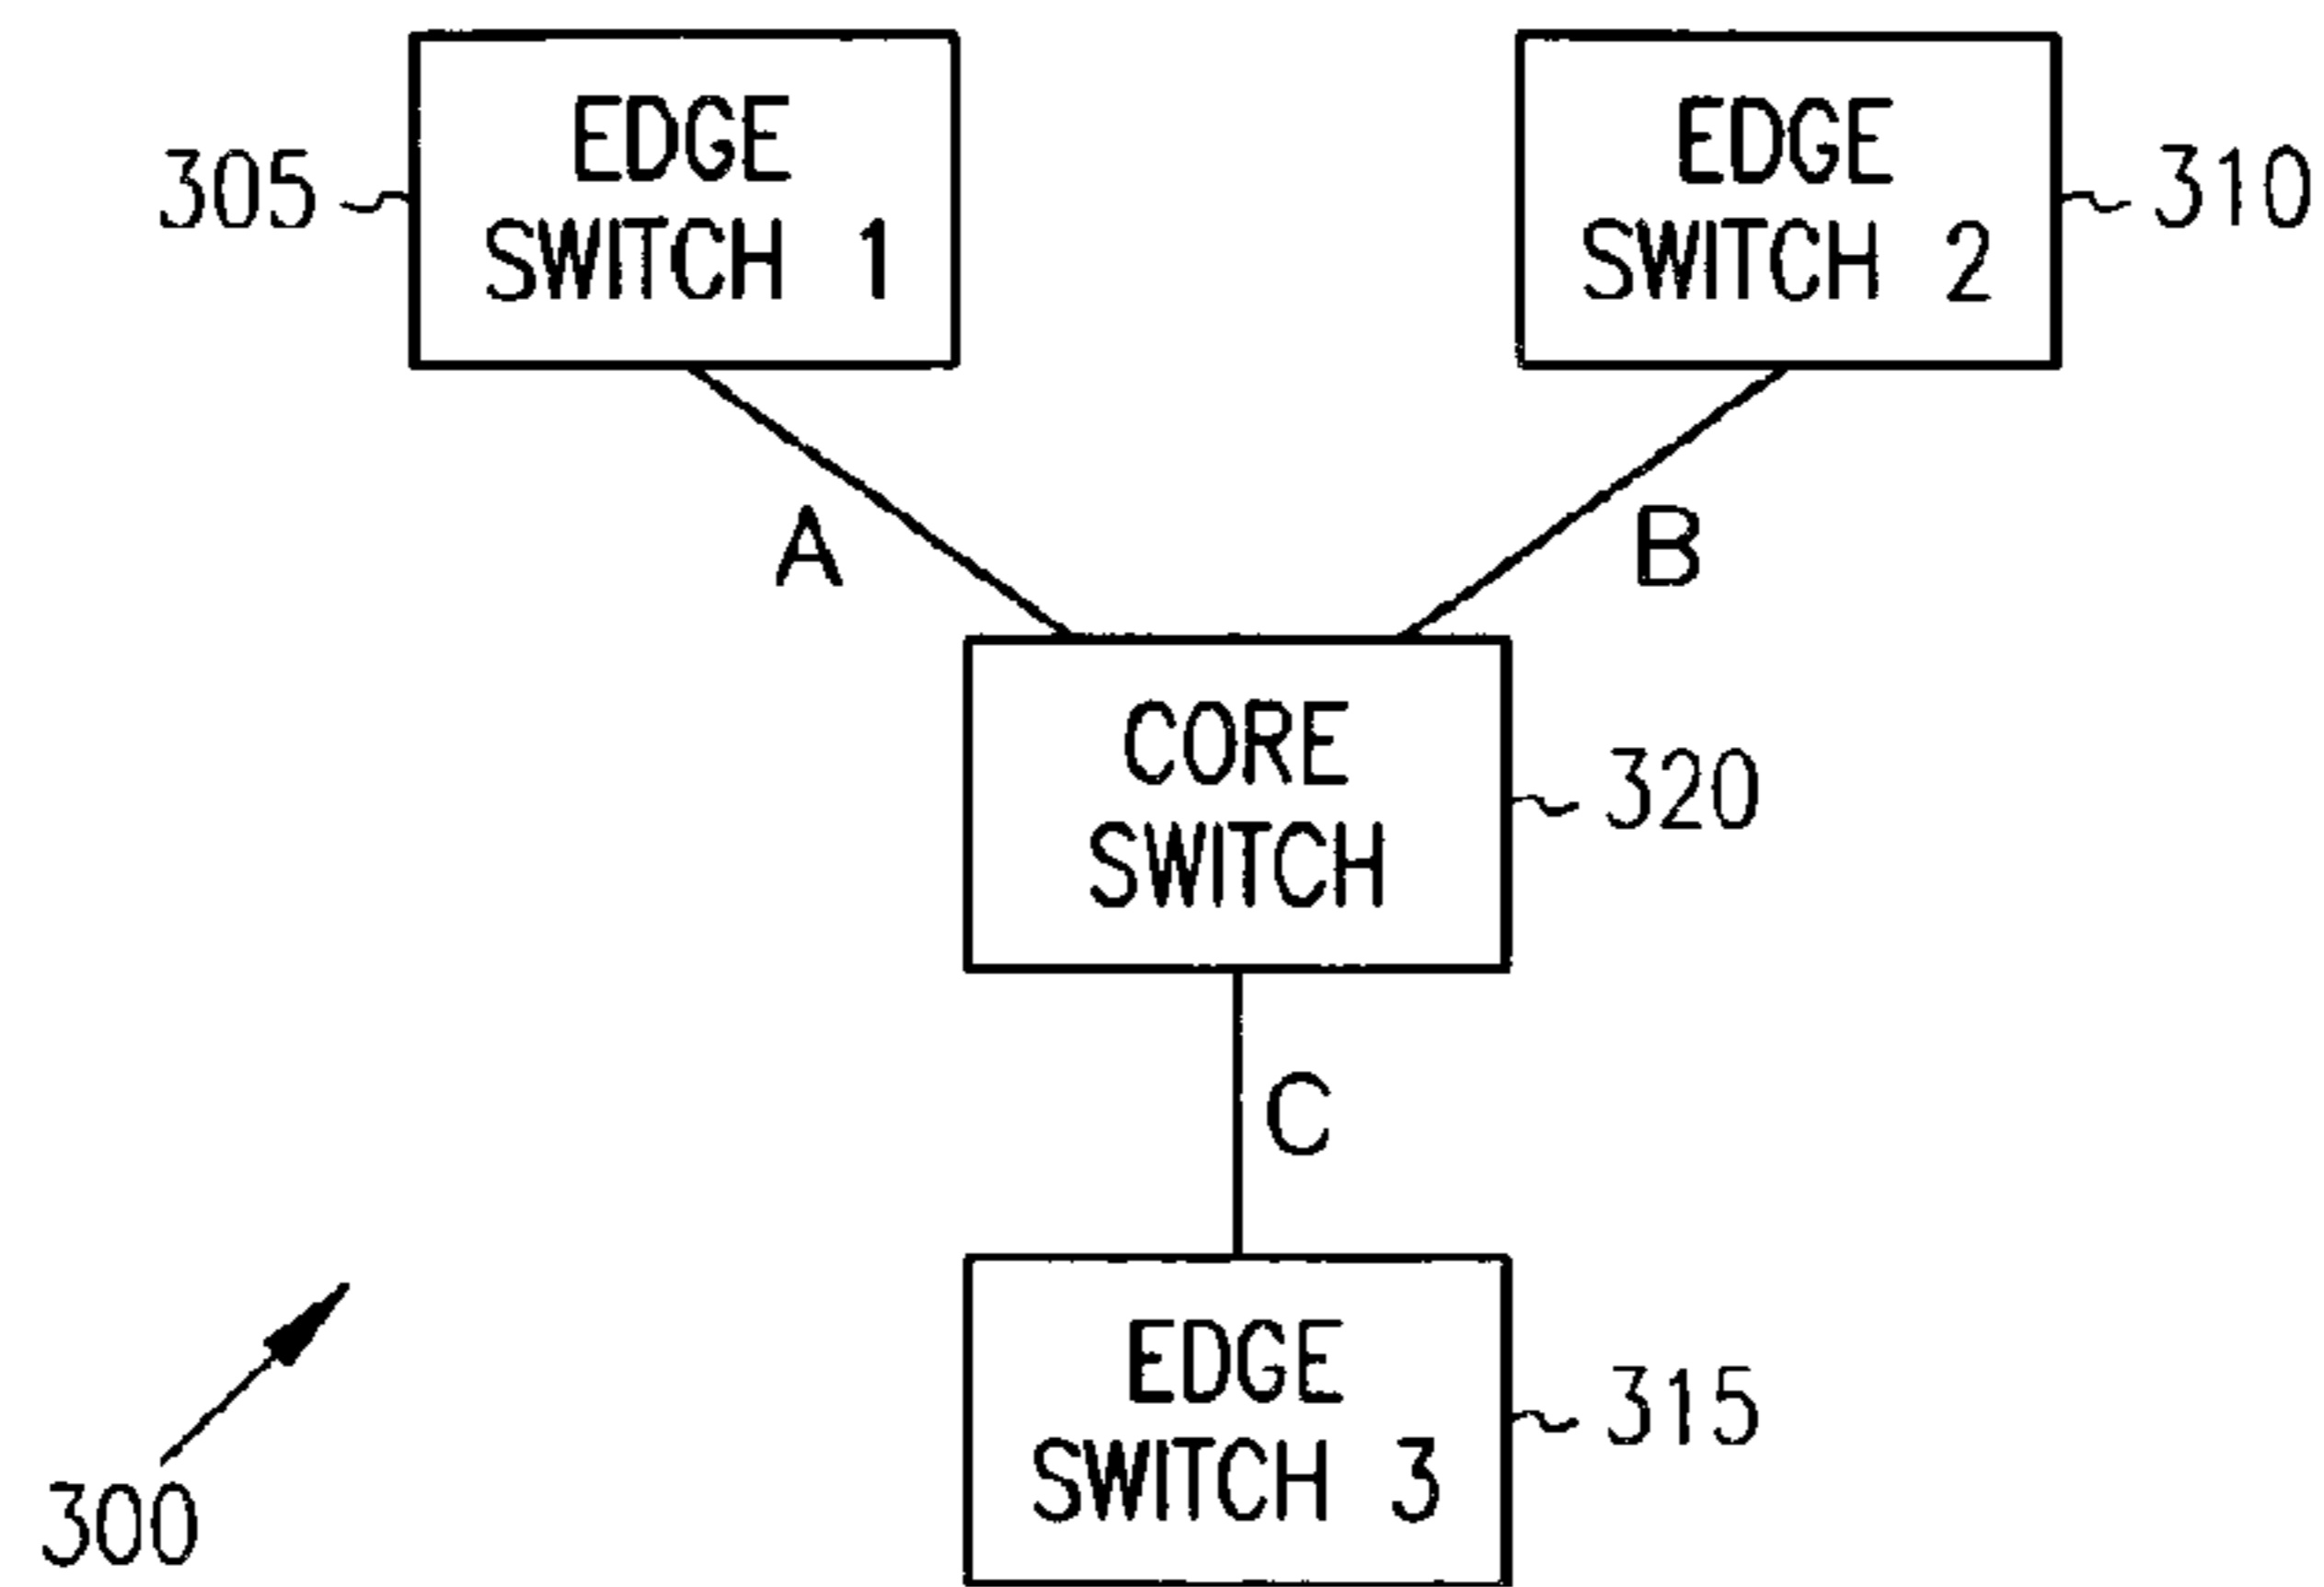 EDGE
SWITCH 1
305
EDGE
SWITCH 2
310
A
B
CORE
SWITCH
320
C
EDGE
SWITCH 3
315
300